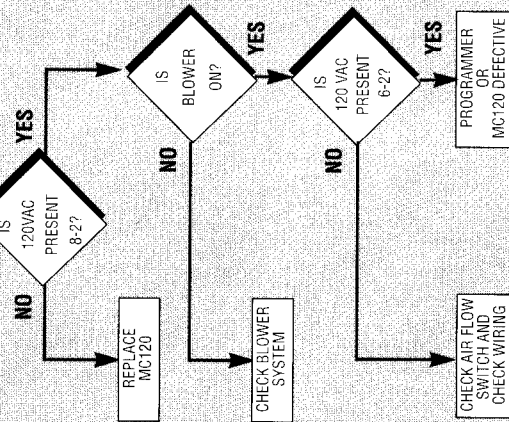 IS
120VAC
PRESENT
8-2?
NO
YES
REPLACE
MC120
IS
BLOWER
ON?
NO
YES
CHECK BLOWER
SYSTEM
IS
120 VAC
PRESENT
6-2?
NO
YES
CHECK AIR FLOW
SWITCH AND
CHECK WIRING
PROGRAMMER
OR
MC120 DEFECTIVE